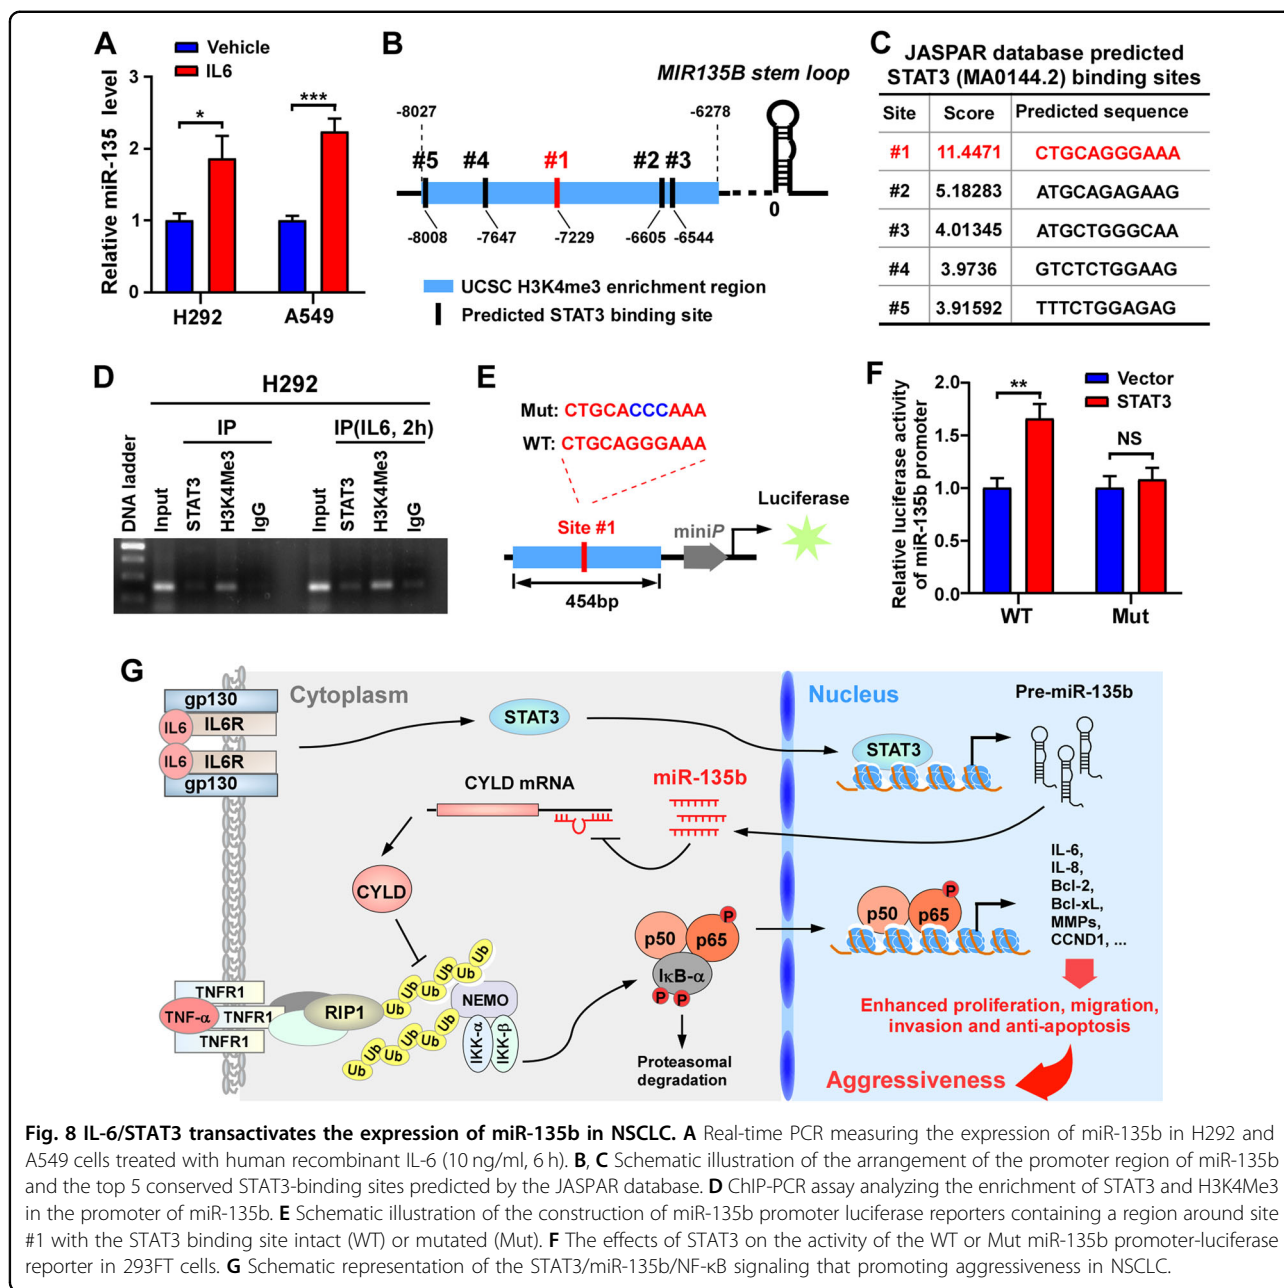 A
Vehicle
IL6
Relative miR-135 level
3
2
1
0
*
***
H292
A549
B
MIR135B stem loop
-8027
-6278
#5
#4
#1
#2
#3
0
-8008
-7647
-7229
-6605
-6544
UCSC H3K4me3 enrichment region
Predicted STAT3 binding site
C
JASPAR database predicted
STAT3 (MA0144.2) binding sites
Site Score Predicted sequence
#1 11.4471 CTGCAGGGAAA
#2 5.18283 ATGCAGAGAAG
#3 4.01345 ATGCTGGGCAA
#4 3.9736 GTCTCTGGAAG
#5 3.91592 TTTCTGGAGAG
D
H292
IP
IP(IL6, 2h)
DNA ladder
Input
STAT3
H3K4Me3
IgG
Input
STAT3
H3K4Me3
IgG
E
Mut: CTGCACCCAAA
WT: CTGCAGGGAAA
Site #1
miniP
Luciferase
454bp
F
Vector
STAT3
Relative luciferase activity
of miR-135b promoter
2.0
1.5
1.0
0.5
0.0
**
NS
WT
Mut
G
Cytoplasm
Nucleus
gp130
IL6
IL6R
IL6
IL6R
gp130
STAT3
STAT3
Pre-miR-135b
CYLD mRNA
miR-135b
CYLD
IL-6,
IL-8,
Bcl-2,
Bcl-xL,
MMPs,
CCND1, ...
p50
p65
P
IκB-α
P
P
p50
p65
P
TNFR1
TNF-α
TNFR1
TNFR1
RIP1
Ub
Ub
Ub
Ub
Ub
Ub
Ub
Ub
Ub
Ub
Ub
Ub
Ub
NEMO
IKK-α
IKK-β
Proteasomal
degradation
Enhanced proliferation, migration,
invasion and anti-apoptosis
Aggressiveness
Fig. 8 IL-6/STAT3 transactivates the expression of miR-135b in NSCLC. A Real-time PCR measuring the expression of miR-135b in H292 and
A549 cells treated with human recombinant IL-6 (10 ng/ml, 6 h). B, C Schematic illustration of the arrangement of the promoter region of miR-135b
and the top 5 conserved STAT3-binding sites predicted by the JASPAR database. D ChIP-PCR assay analyzing the enrichment of STAT3 and H3K4Me3
in the promoter of miR-135b. E Schematic illustration of the construction of miR-135b promoter luciferase reporters containing a region around site
#1 with the STAT3 binding site intact (WT) or mutated (Mut). F The effects of STAT3 on the activity of the WT or Mut miR-135b promoter-luciferase
reporter in 293FT cells. G Schematic representation of the STAT3/miR-135b/NF-κB signaling that promoting aggressiveness in NSCLC.